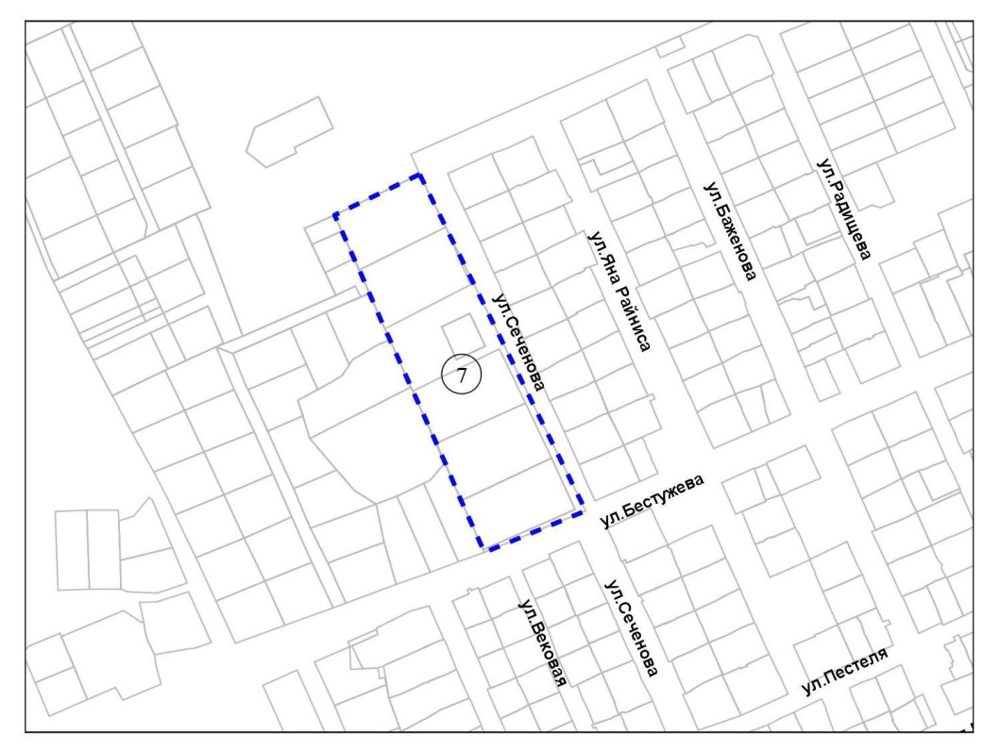 ул.Радищева
ул.Баженова
ул.Яна Райниса
ул.Сеченова
7
ул.Бестужева
ул.Сеченова
ул.Вековая
ул.Пестеля